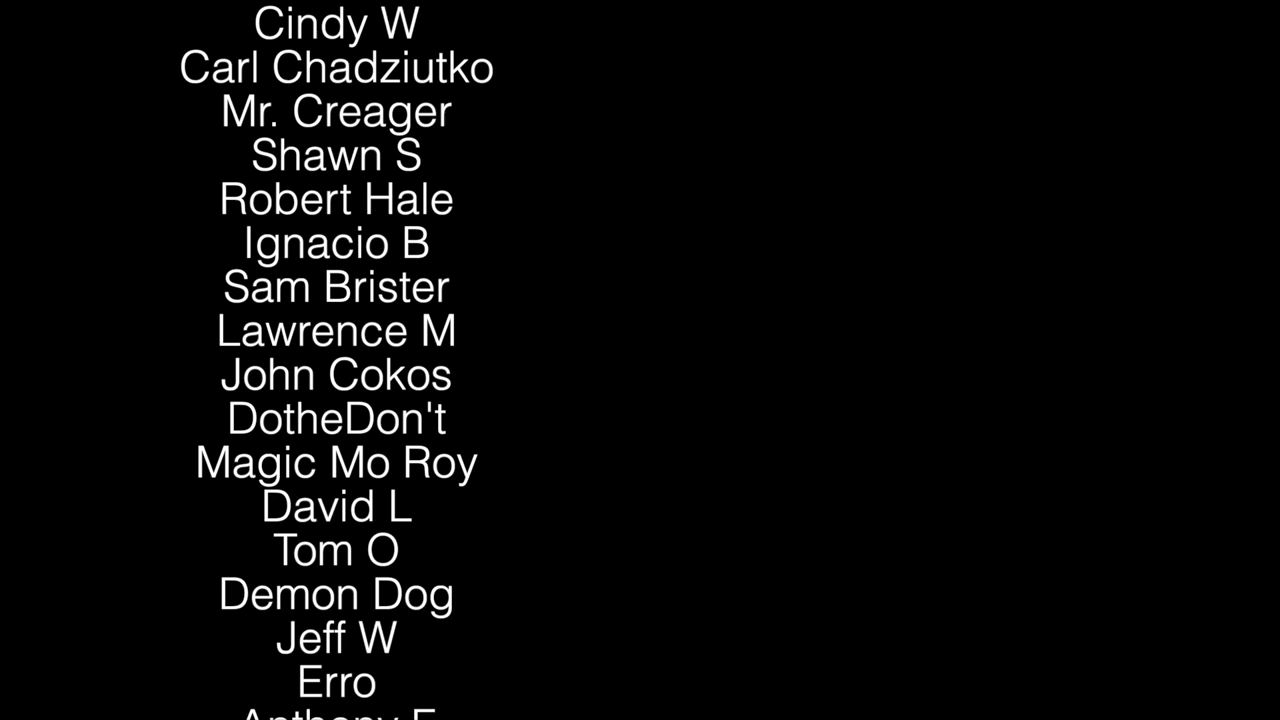 Cindy W
Carl Chadziutko
Mr. Creager
Shawn S
Robert Hale
Ignacio B
Sam Brister
Lawrence M
John Cokos
DotheDon't
Magic Mo Roy
David L
Tom O
Demon Dog
Jeff W
Erro
Anthony